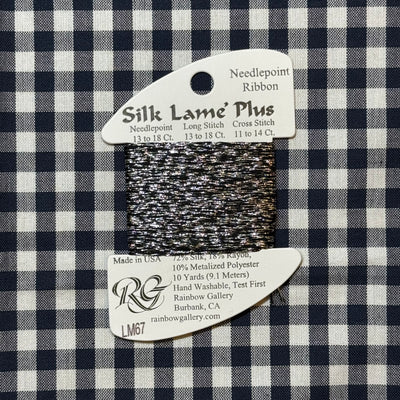 Needlepoint
Ribbon
Silk Lamé Plus
Needlepoint Long Stitch Cross Stitch
13 to 18 Ct. 13 to 18 Ct. 11 to 14 Ct.
Made in USA
72% Silk, 18% Rayon,
10% Metalized Polyester
10 Yards (9.1 Meters)
Hand Washable, Test First
Rainbow Gallery
Burbank, CA
rainbowgallery.com
RG
LM67